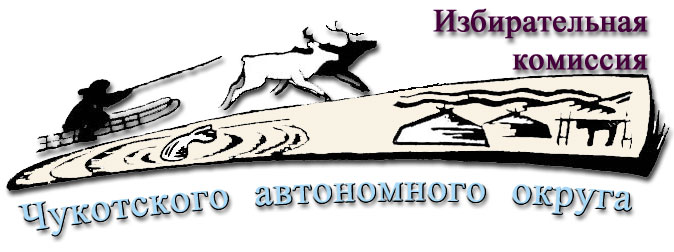 Избирательная
комиссия
Чукотского автономного округа